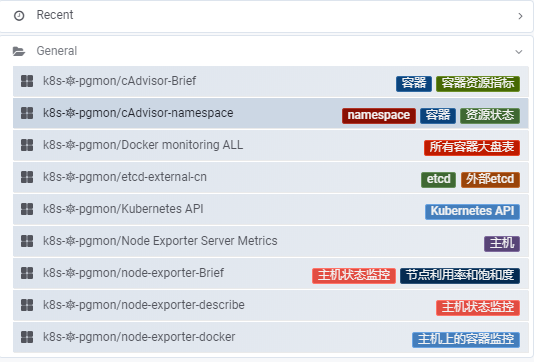 Recent
General
k8s-☸-pgmon/cAdvisor-Brief 容器 容器资源指标
k8s-☸-pgmon/cAdvisor-namespace namespace 容器 资源状态
k8s-☸-pgmon/Docker monitoring ALL 所有容器大盘表
k8s-☸-pgmon/etcd-external-cn etcd 外部etcd
k8s-☸-pgmon/Kubernetes API Kubernetes API
k8s-☸-pgmon/Node Exporter Server Metrics 主机
k8s-☸-pgmon/node-exporter-Brief 主机状态监控 节点利用率和饱和度
k8s-☸-pgmon/node-exporter-describe 主机状态监控
k8s-☸-pgmon/node-exporter-docker 主机上的容器监控